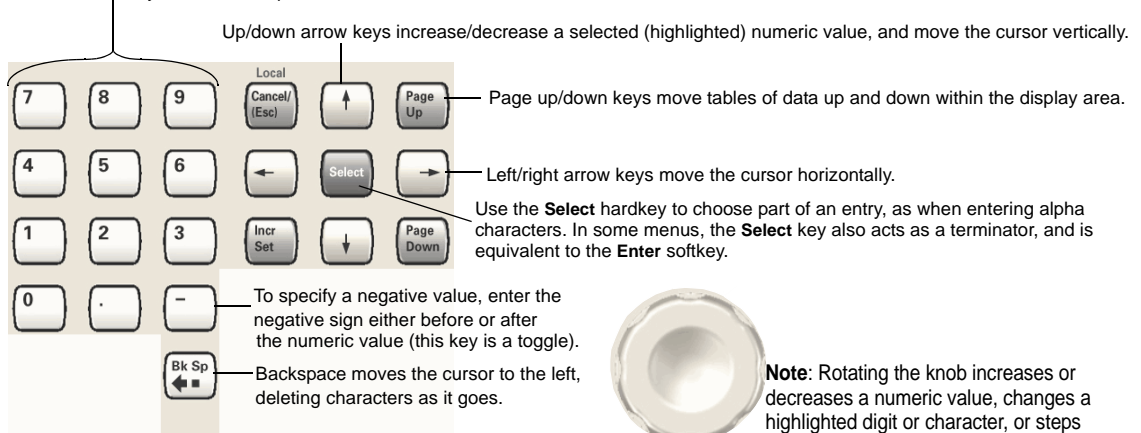 Up/down arrow keys increase/decrease a selected (highlighted) numeric value, and move the cursor vertically.
Local
7
8
9
Cancel/
(Esc)
Page
Up
Page up/down keys move tables of data up and down within the display area.
4
5
6
Select
Left/right arrow keys move the cursor horizontally.
Use the Select hardkey to choose part of an entry, as when entering alpha
characters. In some menus, the Select key also acts as a terminator, and is
equivalent to the Enter softkey.
1
2
3
Incr
Set
Page
Down
0
.
−
To specify a negative value, enter the
negative sign either before or after
the numeric value (this key is a toggle).
Bk Sp
Backspace moves the cursor to the left,
deleting characters as it goes.
Note: Rotating the knob increases or
decreases a numeric value, changes a
highlighted digit or character, or steps